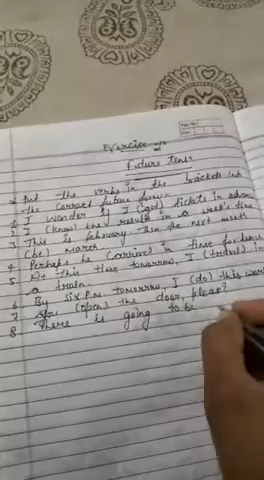 Exercise
Future Tense
Put the verbs in the brackets in
the correct future form.
1 I wonder if I (get) tickets in advance
2 I (know) the result in a week's time
3 This is february then the next month
(be) March
4 Perhaps he (arrive) in time for
5 At this time tomorrow, I (travel) in
a train.
6 By six P.M. tomorrow, I (do) this work
7 You (open) the door, please?
8 There is going to be